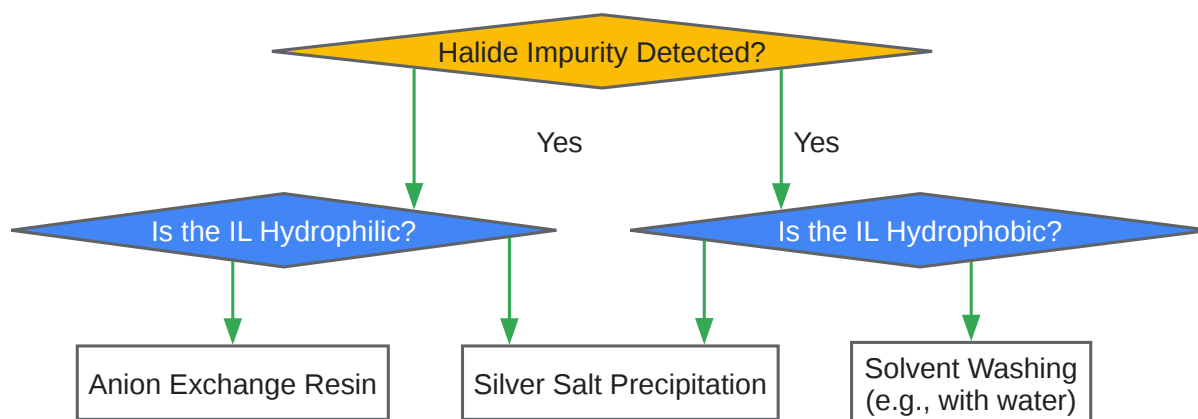 Halide Impurity Detected?
Yes
Yes
Is the IL Hydrophilic?
Is the IL Hydrophobic?
Anion Exchange Resin
Silver Salt Precipitation
Solvent Washing
(e.g., with water)